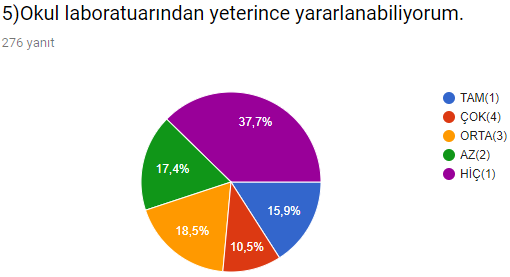 5)Okul laboratuarından yeterince yararlanabiliyorum.
276 yanıt
37,7%
17,4%
18,5%
10,5%
15,9%
TAM(1)
ÇOK(4)
ORTA(3)
AZ(2)
HİÇ(1)